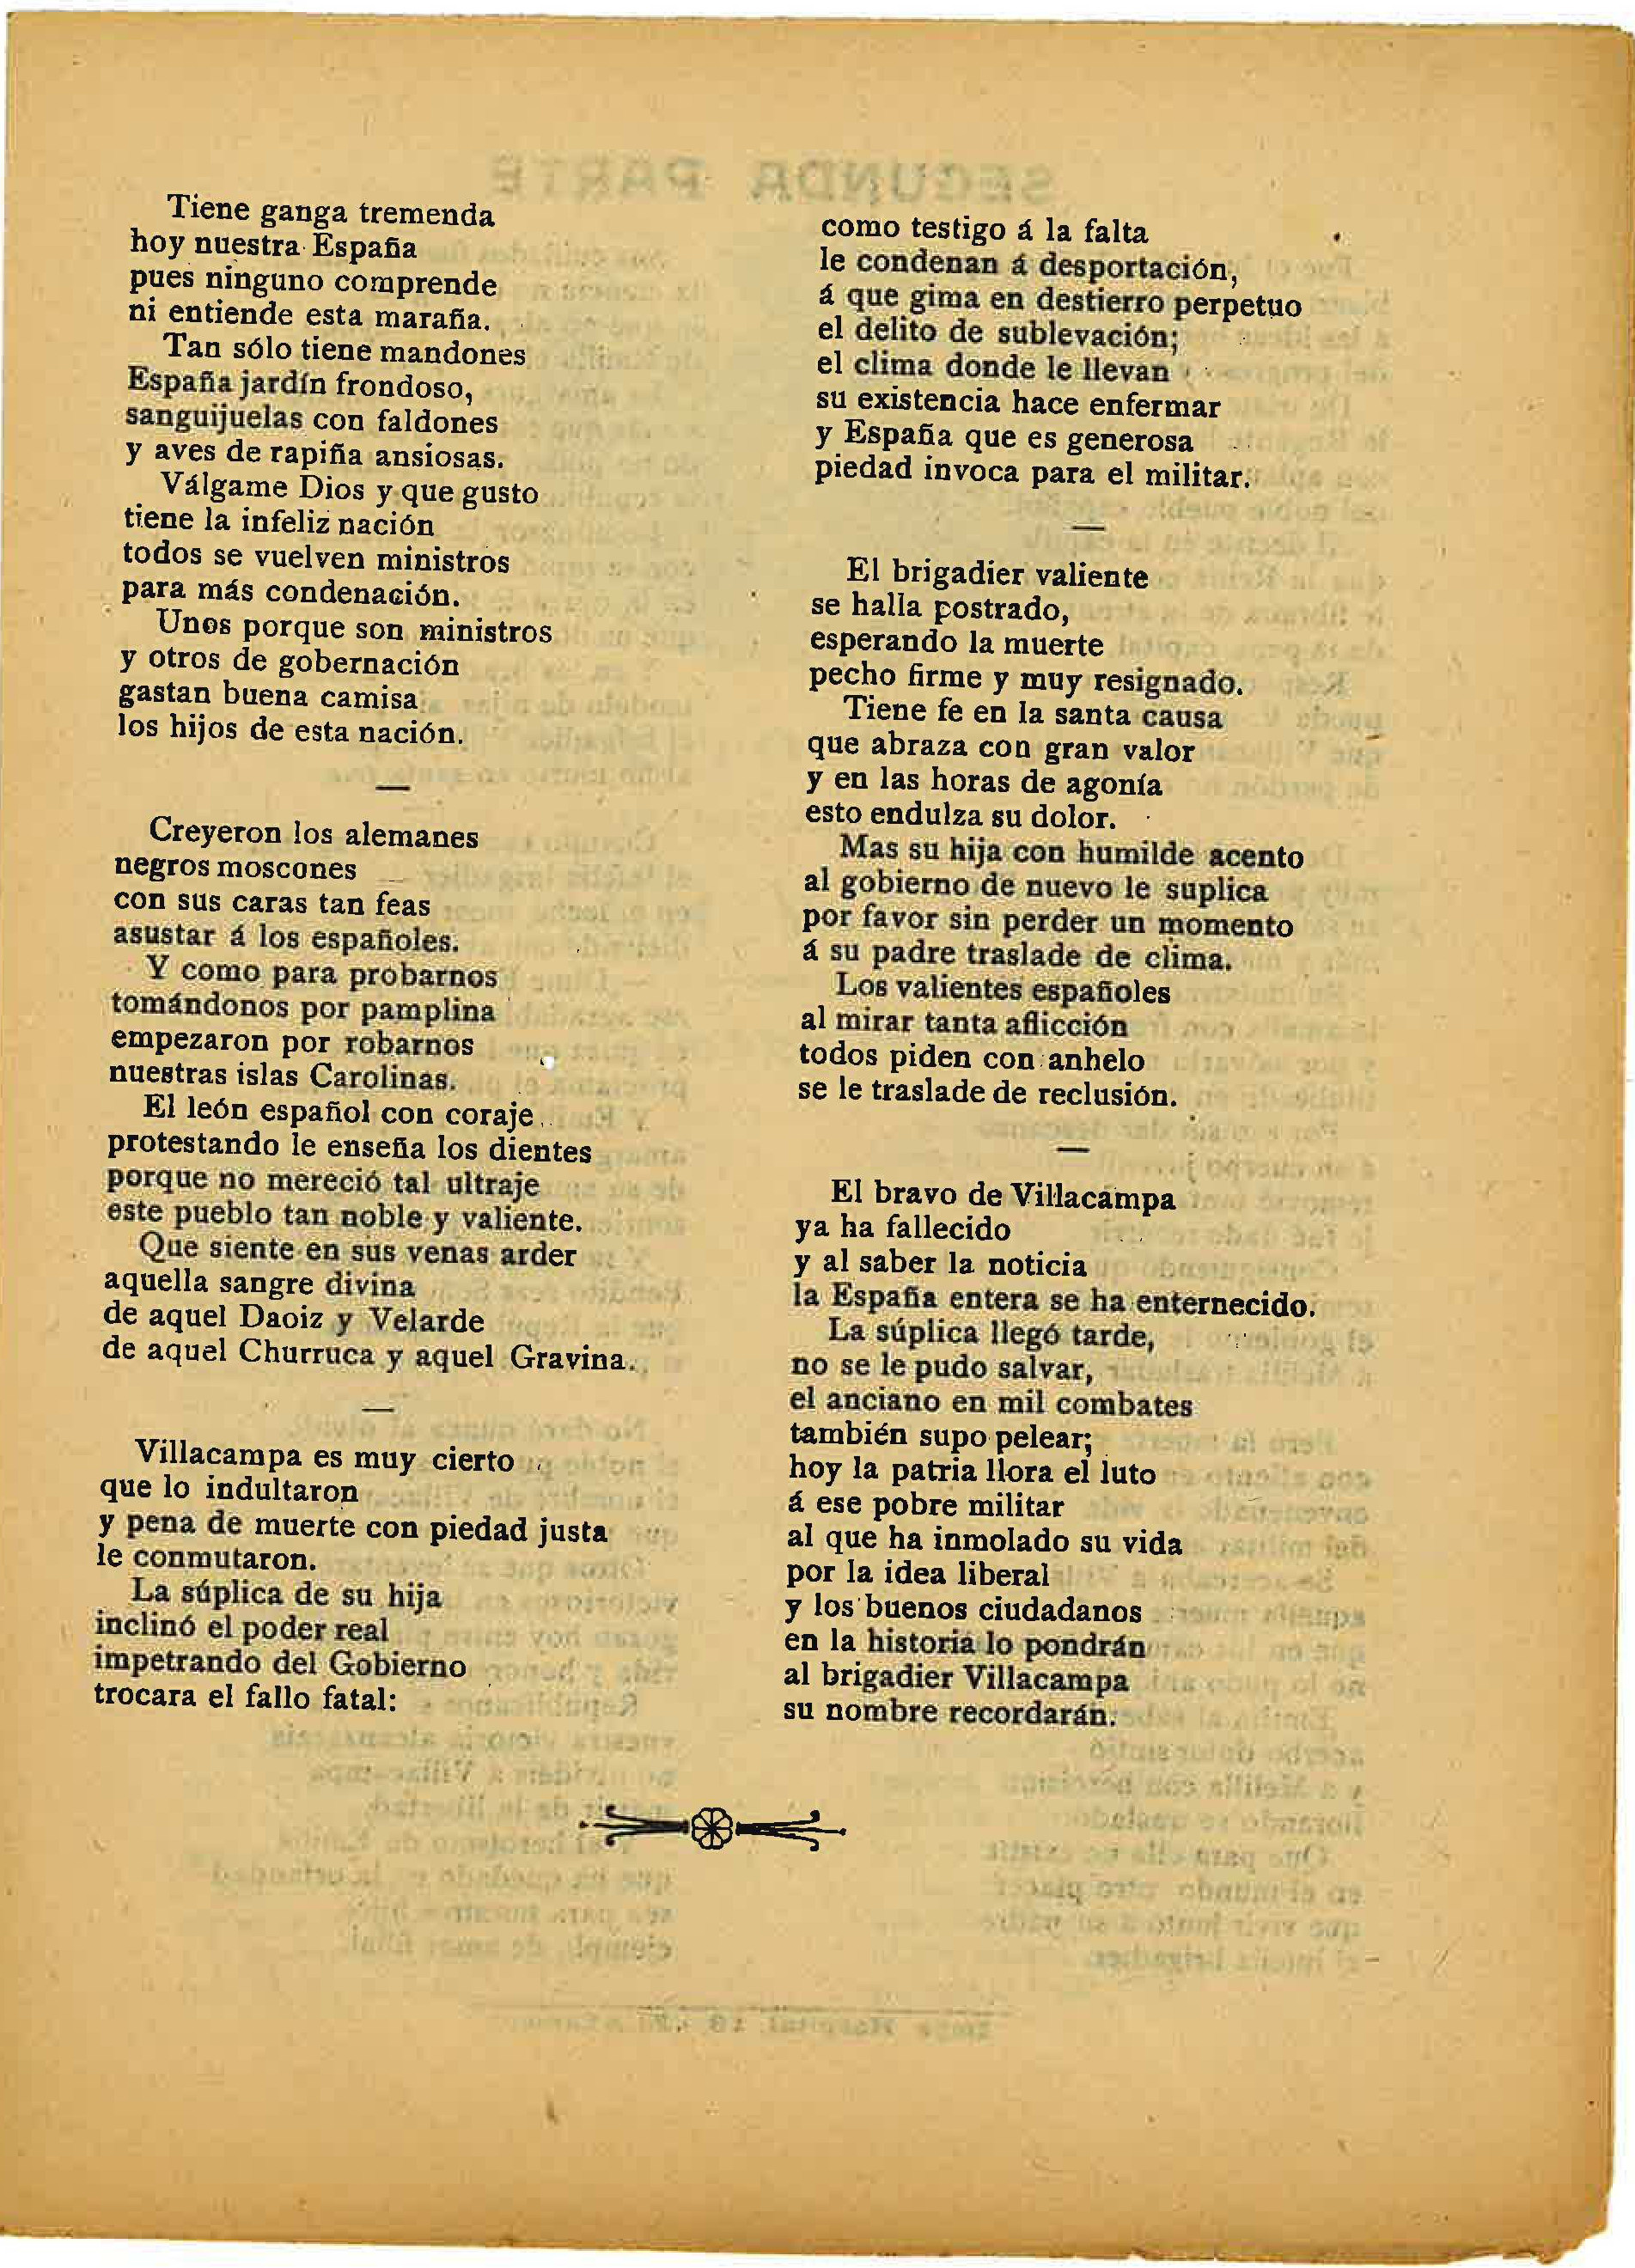 Tiene ganga tremenda
hoy nuestra España
pues ninguno comprende
ni entiende esta maraña.
Tan sólo tiene mandones
España jardín frondoso,
sanguijuelas con faldones
y aves de rapiña ansiosas.
Válgame Dios y que gusto
tiene la infeliz nación
todos se vuelven ministros
para más condenación.
Unos porque son ministros
y otros de gobernación
gastan buena camisa
los hijos de esta nación.
—
Creyeron los alemanes
negros moscones
con sus caras tan feas
asustar á los españoles.
Y como para probarnos
tomándonos por pamplina
empezaron por robarnos
nuestras islas Carolinas.
El león español con coraje
protestando le enseña los dientes
porque no mereció tal ultraje
este pueblo tan noble y valiente.
Que siente en sus venas arder
aquella sangre divina
de aquel Daoiz y Velarde
de aquel Churruca y aquel Gravina.
—
Villacampa es muy cierto
que lo indultaron
y pena de muerte con piedad justa
le conmutaron.
La súplica de su hija
inclinó el poder real
impetrando del Gobierno
trocara el fallo fatal:
como testigo á la falta
le condenan á desportación,
á que gima en destierro perpetuo
el delito de sublevación;
el clima donde le llevan
su existencia hace enfermar
y España que es generosa
piedad invoca para el militar.
—
El brigadier valiente
se halla postrado,
esperando la muerte
pecho firme y muy resignado.
Tiene fe en la santa causa
que abraza con gran valor
y en las horas de agonía
esto endulza su dolor.
Mas su hija con humilde acento
al gobierno de nuevo le suplica
por favor sin perder un momento
á su padre traslade de clima.
Los valientes españoles
al mirar tanta aflicción
todos piden con anhelo
se le traslade de reclusión.
—
El bravo de Villacampa
ya ha fallecido
y al saber la noticia
la España entera se ha enternecido.
La súplica llegó tarde,
no se le pudo salvar,
el anciano en mil combates
también supo pelear;
hoy la patria llora el luto
á ese pobre militar
al que ha inmolado su vida
por la idea liberal
y los buenos ciudadanos
en la historia lo pondrán
al brigadier Villacampa
su nombre recordarán.